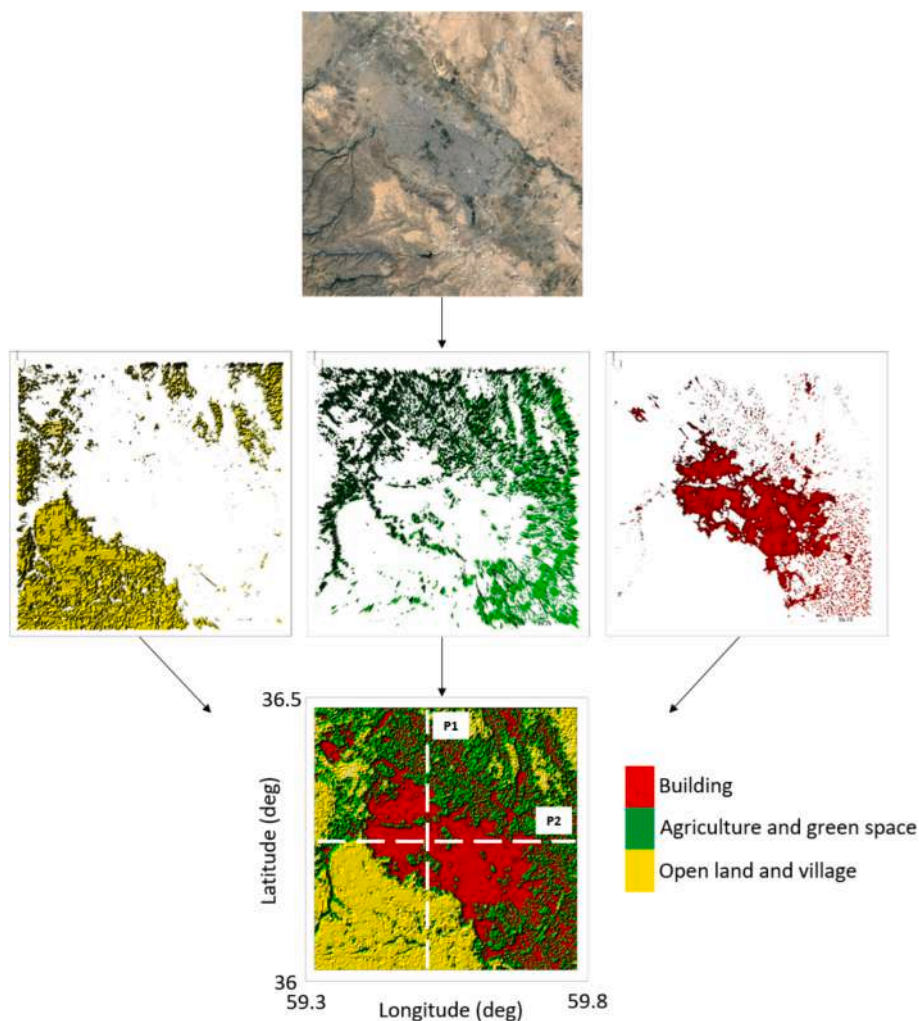 36.5
P1
P2
Building
Agriculture and green space
Open land and village
Latitude (deg)
36
59.3
59.8
Longitude (deg)